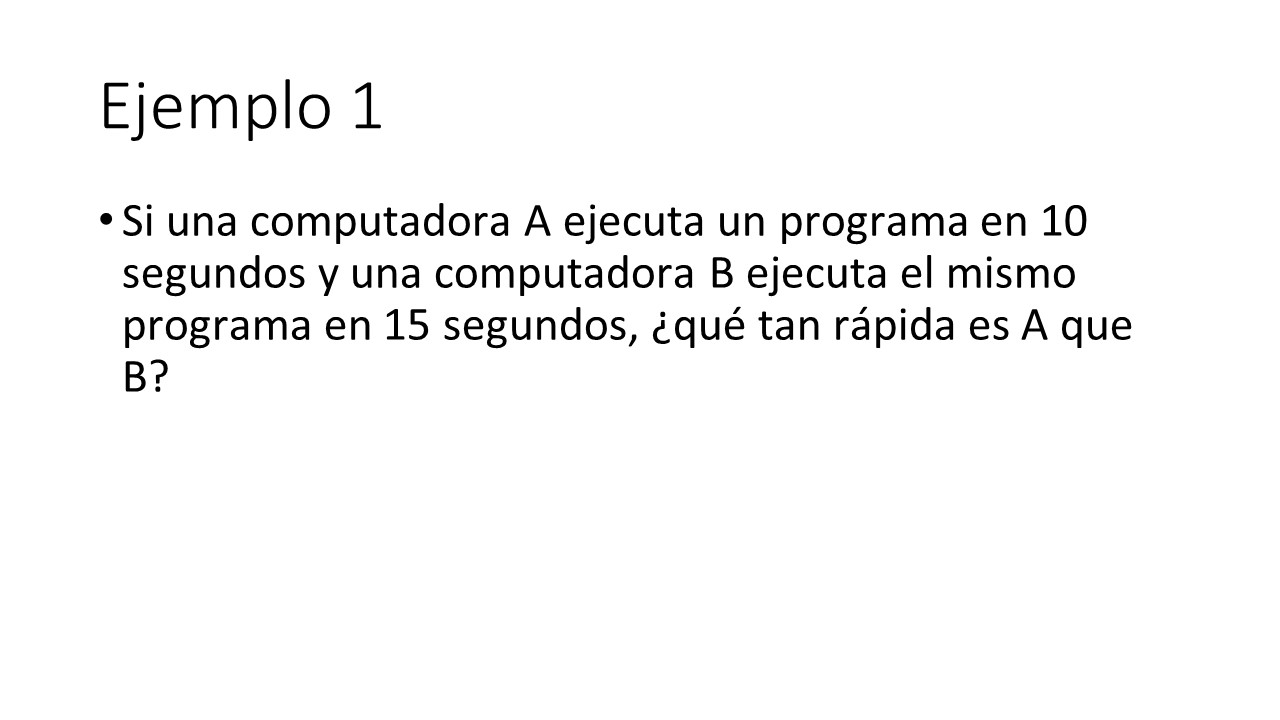 Ejemplo 1
• Si una computadora A ejecuta un programa en 10
segundos y una computadora B ejecuta el mismo
programa en 15 segundos, ¿qué tan rápida es A que
B?